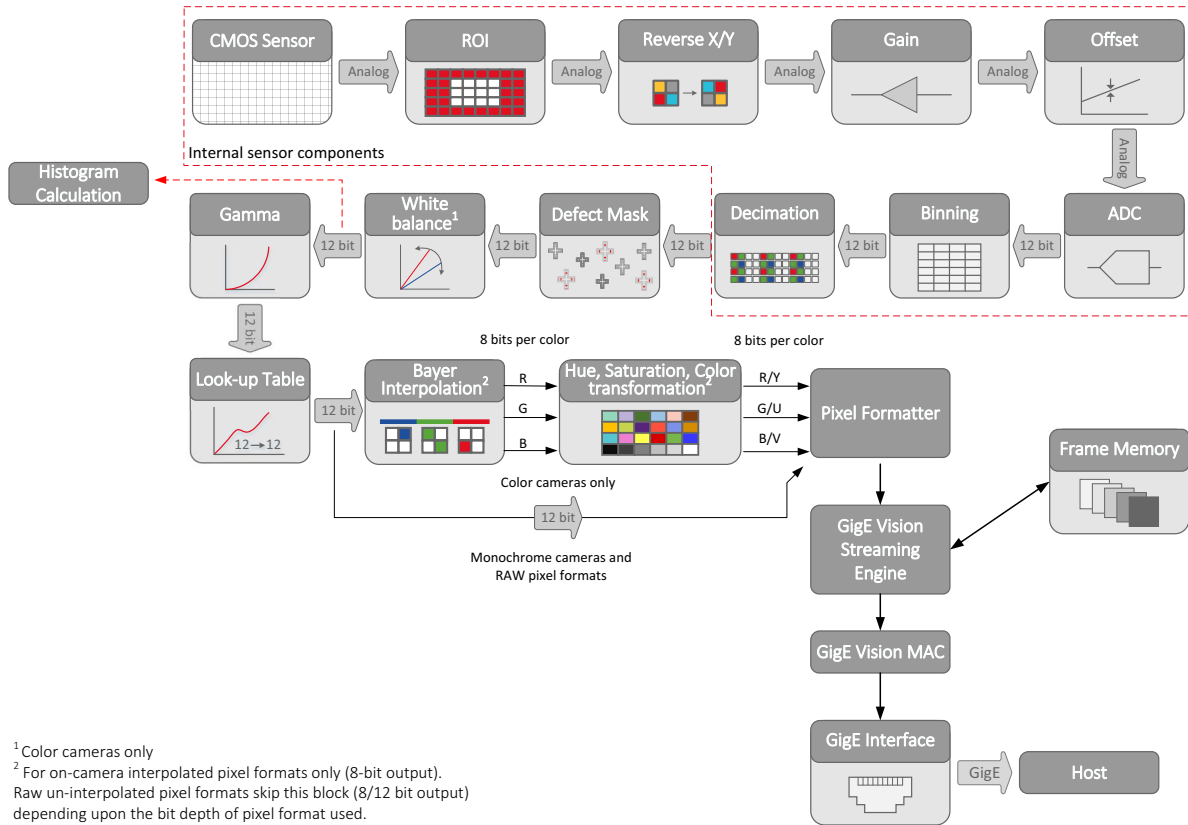 CMOS Sensor
Analog
ROI
Analog
Reverse X/Y
Analog
Gain
Analog
Offset
Internal sensor components
Analog
Histogram
Calculation
Gamma
12 bit
White
balance1
12 bit
Defect Mask
12 bit
Decimation
12 bit
Binning
12 bit
ADC
12 bit
8 bits per color
8 bits per color
Look-up Table
12→12
12 bit
Bayer
Interpolation2
R
G
B
Hue, Saturation, Color
transformation2
R/Y
G/U
B/V
Pixel Formatter
Color cameras only
12 bit
Monochrome cameras and
RAW pixel formats
Frame Memory
GigE Vision
Streaming
Engine
GigE Vision MAC
GigE Interface
GigE
Host
1 Color cameras only
2 For on-camera interpolated pixel formats only (8-bit output).
Raw un-interpolated pixel formats skip this block (8/12 bit output)
depending upon the bit depth of pixel format used.